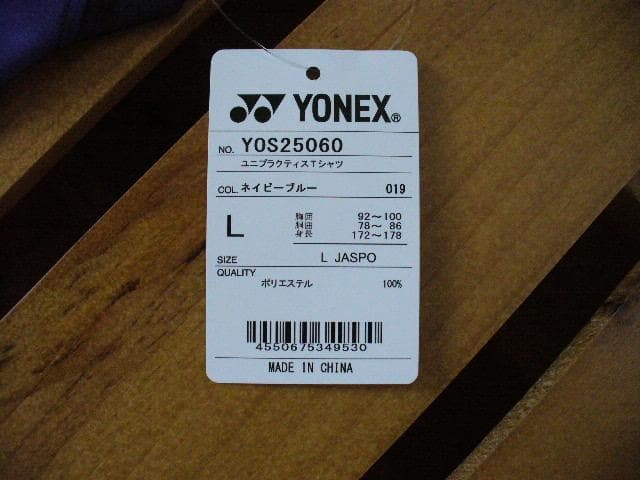 YONEX®
NO. YOS25060
ユニプラクティスTシャツ
COL. ネイビーブルー 019
L 胸囲 92～100
胴囲 78～ 86
身長 172～178
SIZE L JASPO
QUALITY
ポリエステル 100%
4550675349530
MADE IN CHINA